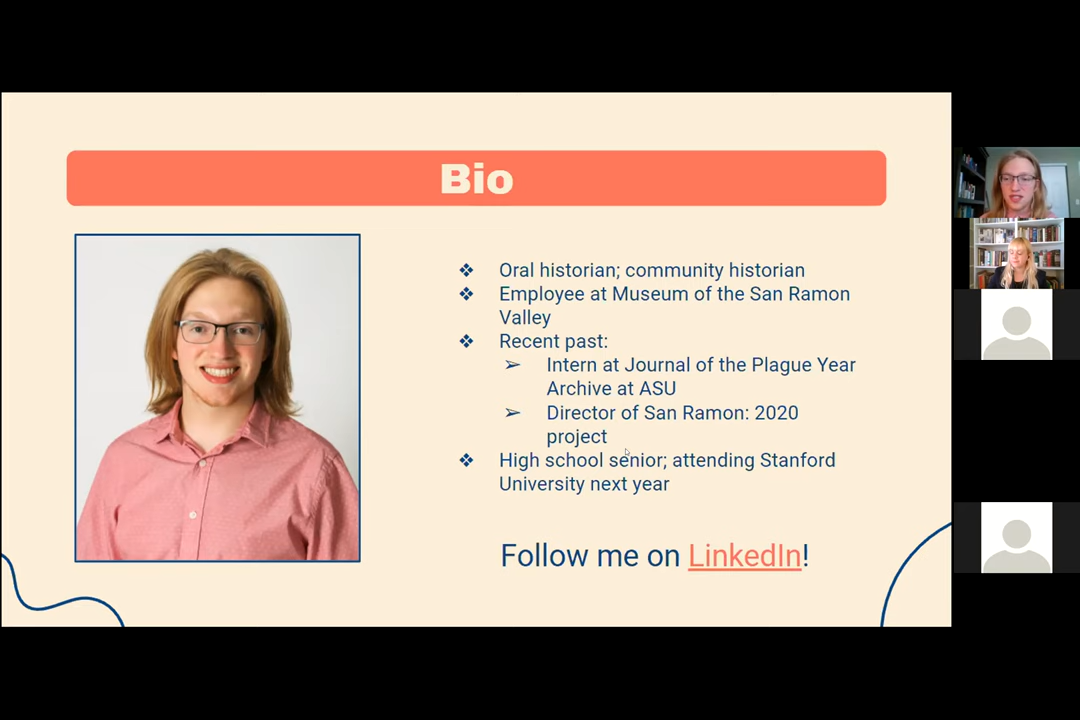 Bio
❖ Oral historian; community historian
❖ Employee at Museum of the San Ramon
Valley
❖ Recent past:
➢ Intern at Journal of the Plague Year
Archive at ASU
➢ Director of San Ramon: 2020
project
❖ High school senior; attending Stanford
University next year
Follow me on LinkedIn!